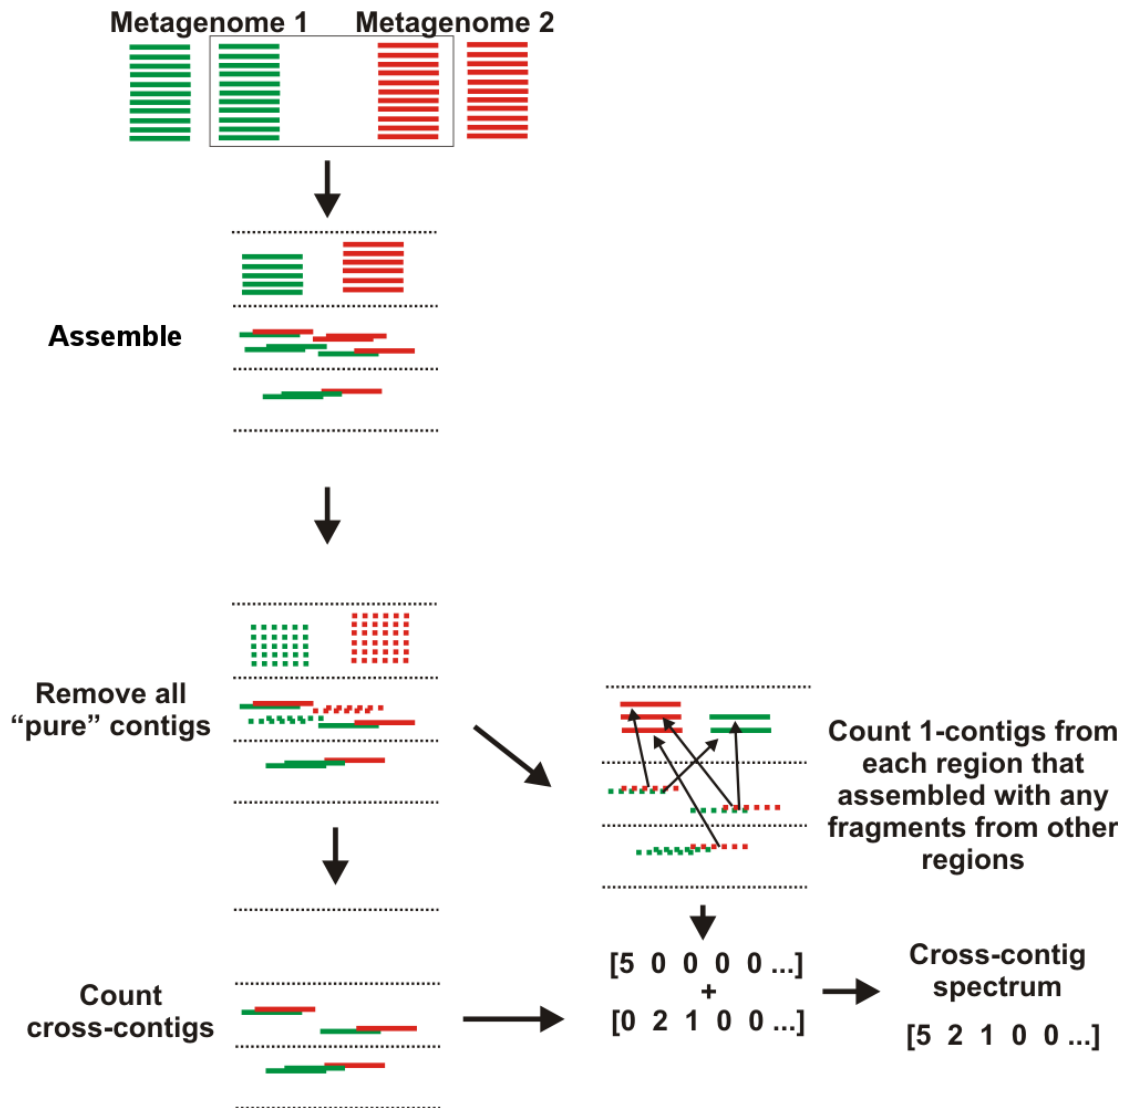 Metagenome 1 Metagenome 2
Assemble
Remove all
“pure” contigs
Count 1-contigs from
each region that
assembled with any
fragments from other
regions
Count
cross-contigs
[5 0 0 0 0 ...]
+
[0 2 1 0 0 ...]
Cross-contig
spectrum
[5 2 1 0 0 ...]